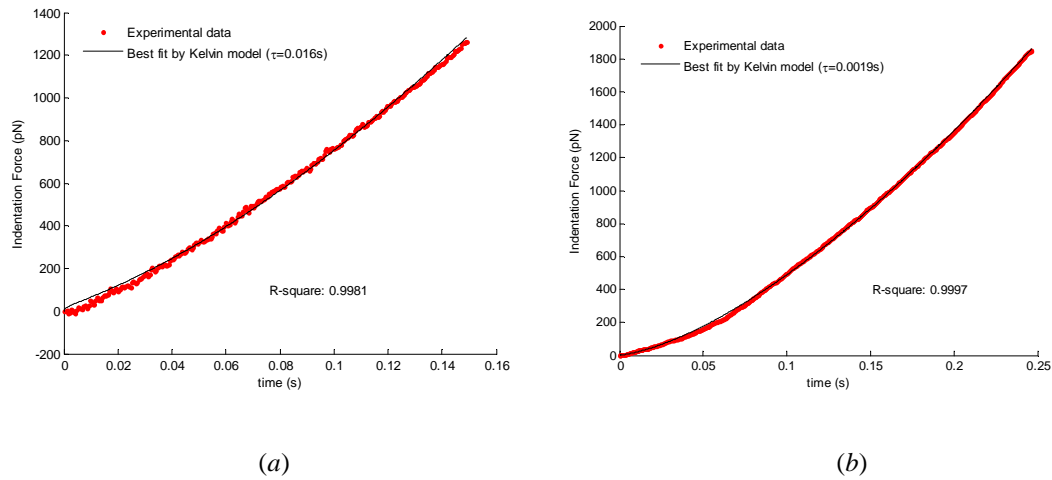 1400
1200
1000
800
600
400
200
0
-200
Indentation Force (pN)
Experimental data
Best fit by Kelvin model (τ=0.016s)
R-square: 0.9981
0 0.02 0.04 0.06 0.08 0.1 0.12 0.14 0.16
time (s)
(a)
2000
1800
1600
1400
1200
1000
800
600
400
200
0
Indentation Force (pN)
Experimental data
Best fit by Kelvin model (τ=0.0019s)
R-square: 0.9997
0 0.05 0.1 0.15 0.2 0.25
time (s)
(b)